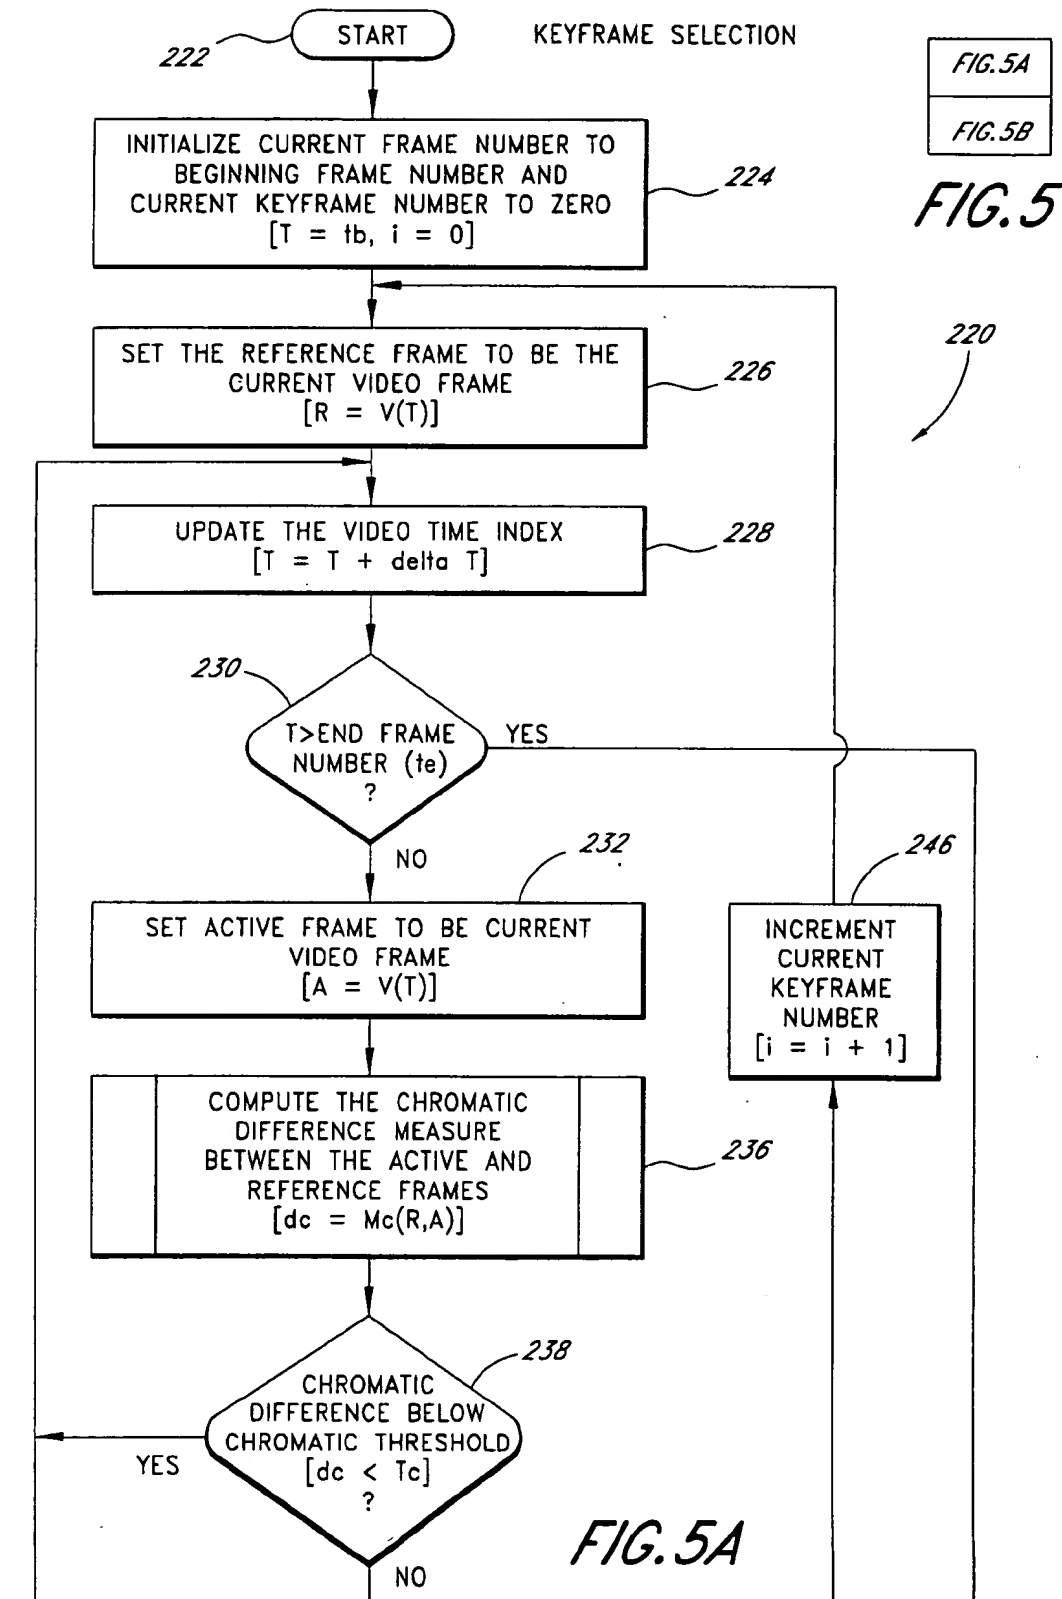 START
KEYFRAME SELECTION
222
FIG. 5A
FIG. 5B
FIG. 5
INITIALIZE CURRENT FRAME NUMBER TO
BEGINNING FRAME NUMBER AND
CURRENT KEYFRAME NUMBER TO ZERO
[T = tb, i = 0]
224
220
SET THE REFERENCE FRAME TO BE THE
CURRENT VIDEO FRAME
[R = V(T)]
226
UPDATE THE VIDEO TIME INDEX
[T = T + delta T]
228
230
T>END FRAME
NUMBER (te)
?
YES
NO
232
SET ACTIVE FRAME TO BE CURRENT
VIDEO FRAME
[A = V(T)]
246
INCREMENT
CURRENT
KEYFRAME
NUMBER
[i = i + 1]
COMPUTE THE CHROMATIC
DIFFERENCE MEASURE
BETWEEN THE ACTIVE AND
REFERENCE FRAMES
[dc = Mc(R,A)]
236
238
CHROMATIC
DIFFERENCE BELOW
CHROMATIC THRESHOLD
[dc < Tc]
?
YES
NO
FIG. 5A